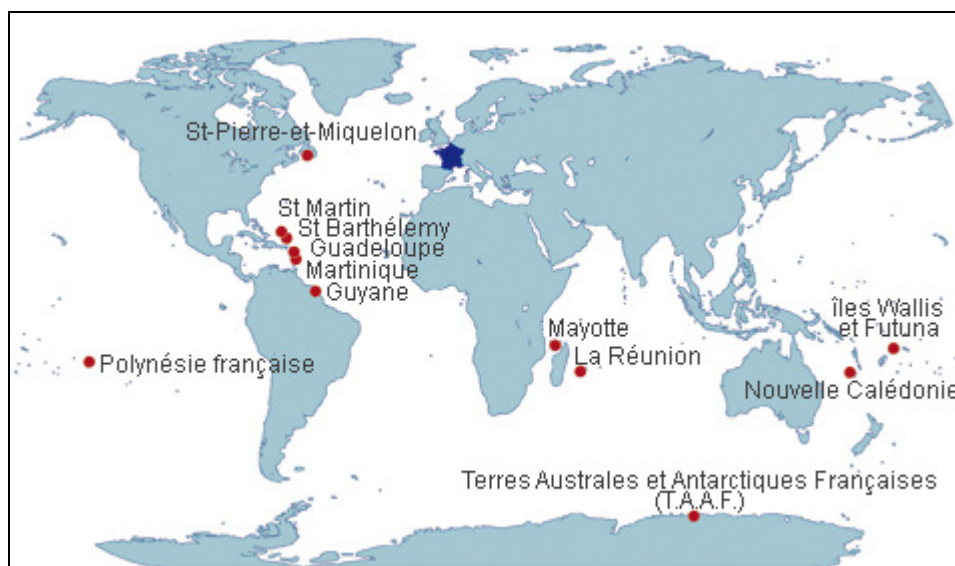 St-Pierre-et-Miquelon
St Martin
St Barthélemy
Guadeloupe
Martinique
Guyane
îles Wallis
et Futuna
Mayotte
La Réunion
Polynésie française
Nouvelle Calédonie
Terres Australes et Antarctiques Françaises
(T.A.A.F.)